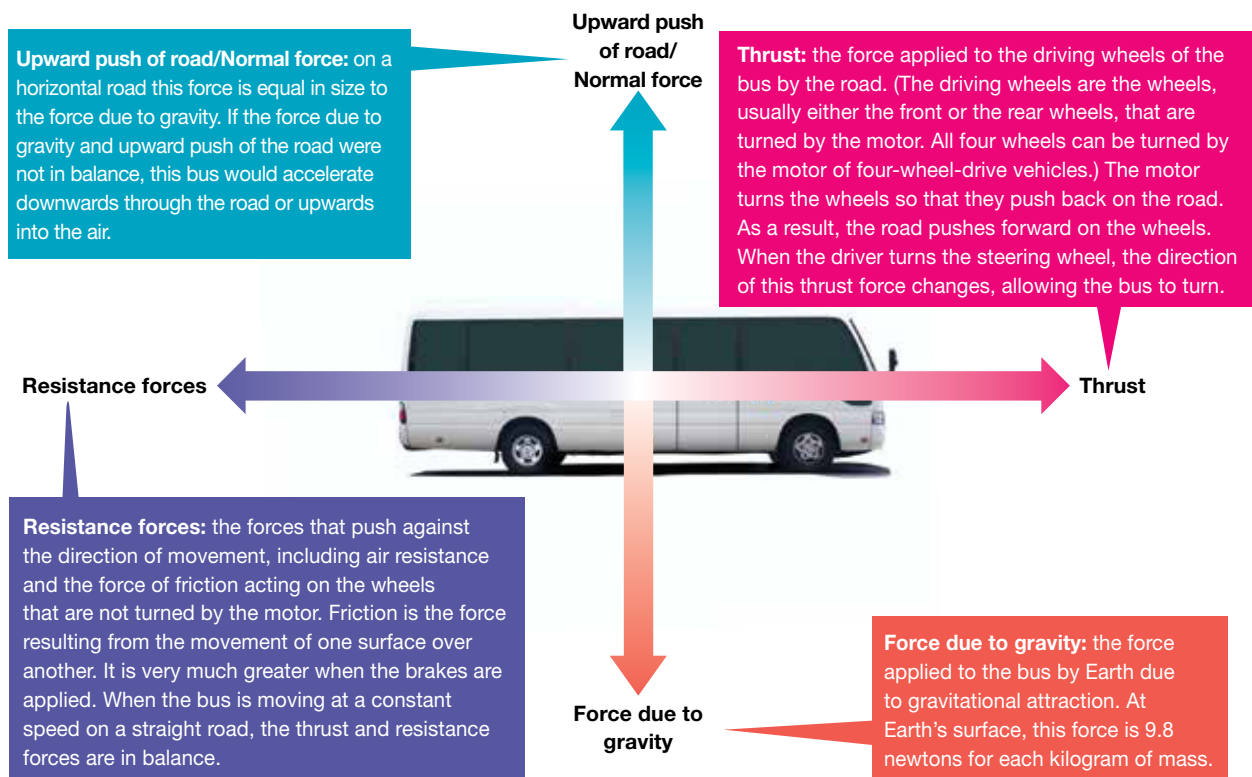 Upward push
of road/
Normal force
Upward push of road/Normal force: on a
horizontal road this force is equal in size to
the force due to gravity. If the force due to
gravity and upward push of the road were
not in balance, this bus would accelerate
downwards through the road or upwards
into the air.
Thrust: the force applied to the driving wheels of the
bus by the road. (The driving wheels are the wheels,
usually either the front or the rear wheels, that are
turned by the motor. All four wheels can be turned by
the motor of four-wheel-drive vehicles.) The motor
turns the wheels so that they push back on the road.
As a result, the road pushes forward on the wheels.
When the driver turns the steering wheel, the direction
of this thrust force changes, allowing the bus to turn.
Resistance forces
Thrust
Resistance forces: the forces that push against
the direction of movement, including air resistance
and the force of friction acting on the wheels
that are not turned by the motor. Friction is the force
resulting from the movement of one surface over
another. It is very much greater when the brakes are
applied. When the bus is moving at a constant
speed on a straight road, the thrust and resistance
forces are in balance.
Force due to
gravity
Force due to gravity: the force
applied to the bus by Earth due
to gravitational attraction. At
Earth's surface, this force is 9.8
newtons for each kilogram of mass.